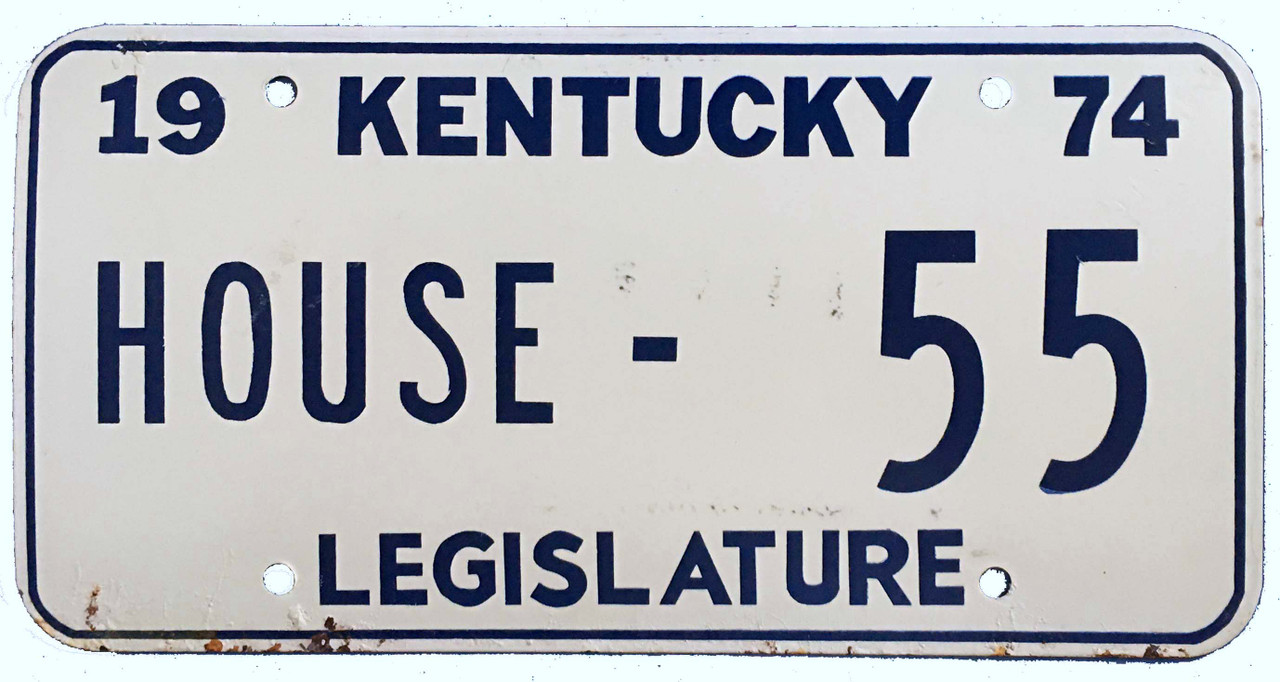 19 KENTUCKY 74
HOUSE - 55
LEGISLATURE